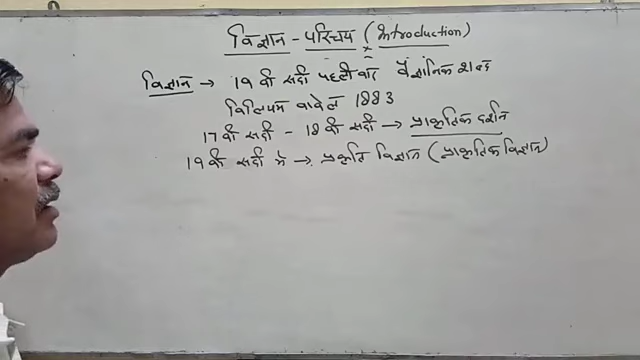 विज्ञान - परिचय (Introduction)
विज्ञान → 19 वी सदी पहली बार वैज्ञानिक शब्द
विलियम वावेल 1883
17 वी सदी - 18 वी सदी → प्राकृतिक दर्शन
19 वी सदी मे → प्रकृति विज्ञान (प्राकृतिक विज्ञान)